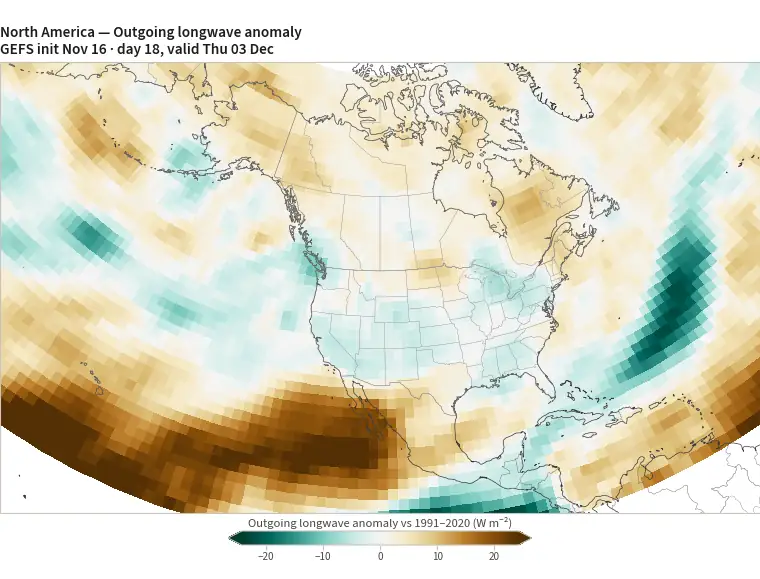 North America — Outgoing longwave anomaly
GEFS init Nov 16 · day 18, valid Thu 03 Dec
Outgoing longwave anomaly vs 1991–2020 (W m⁻²)
−20 −10 0 10 20